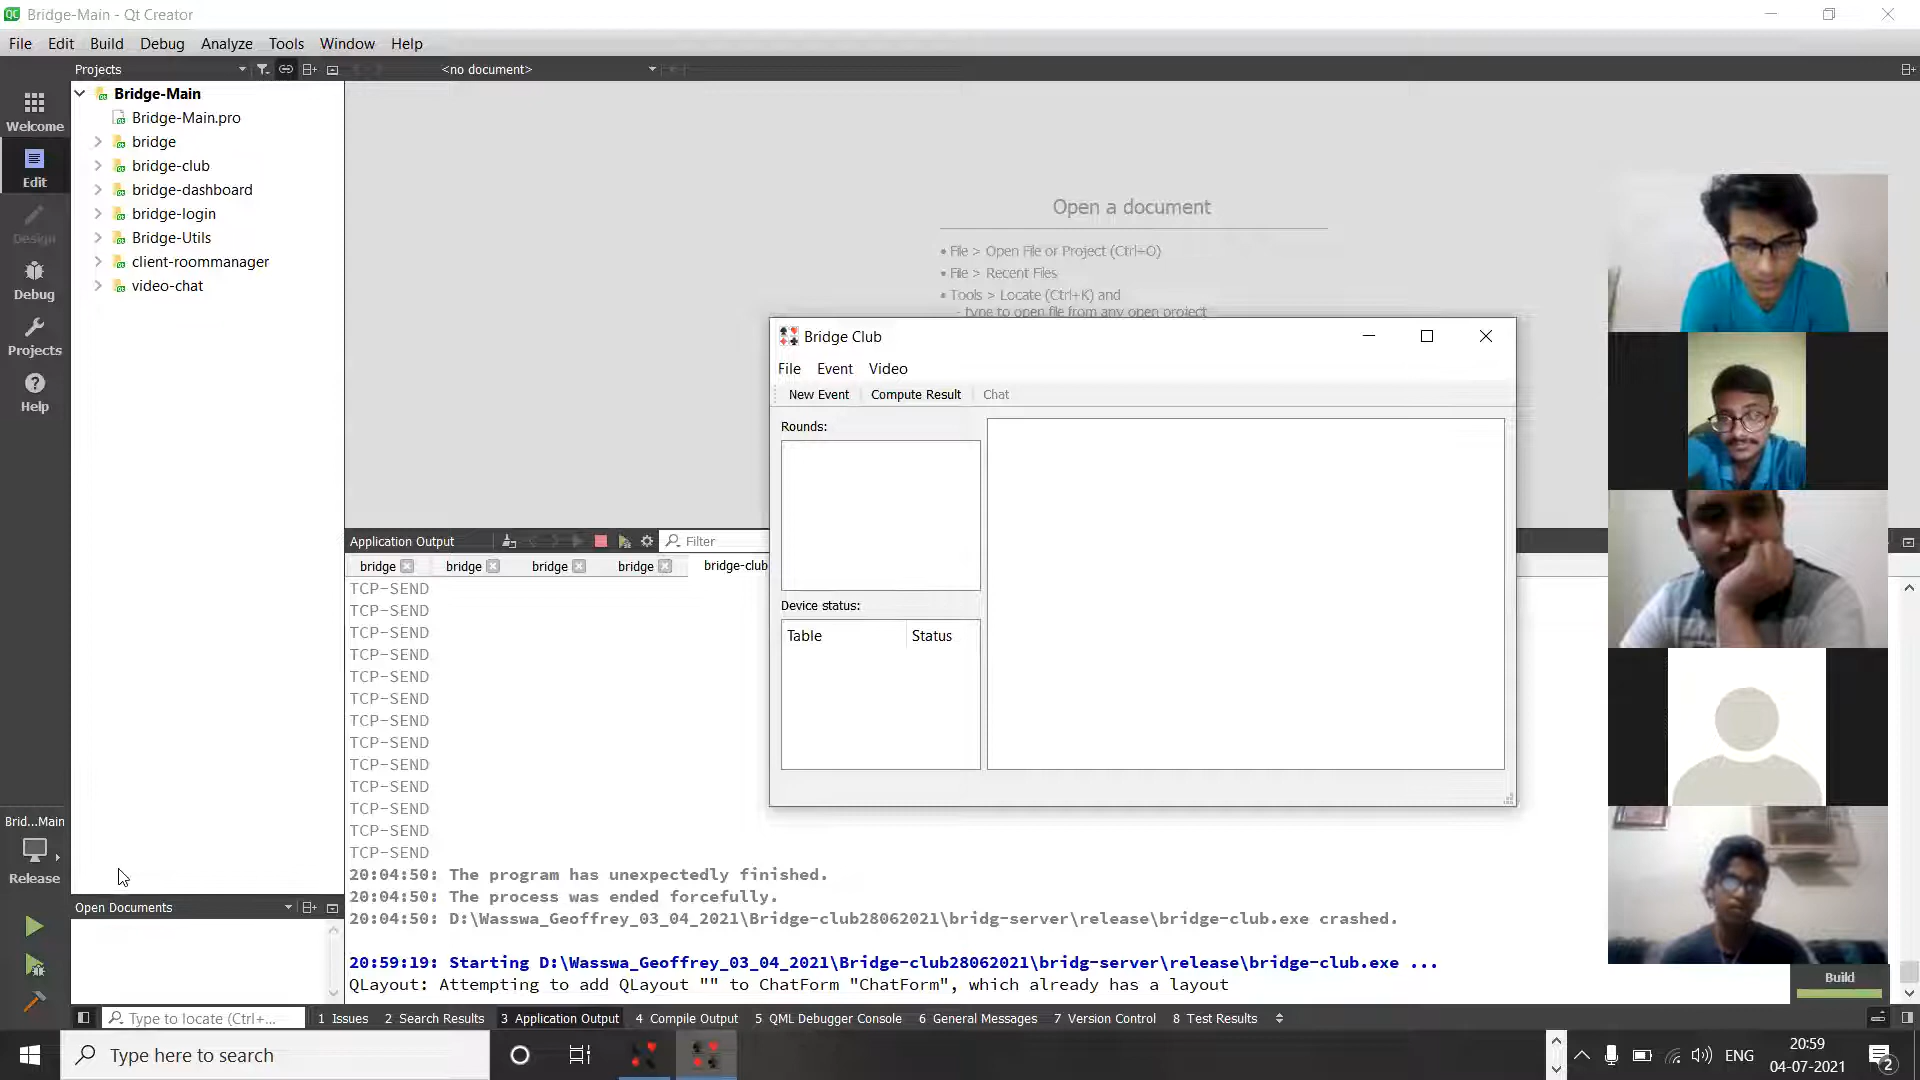 Bridge-Main - Qt Creator
File Edit Build Debug Analyze Tools Window Help
Projects
<no document>
Bridge-Main
Bridge-Main.pro
bridge
bridge-club
bridge-dashboard
bridge-login
Bridge-Utils
client-roommanager
video-chat
Welcome
Edit
Design
Debug
Projects
Help
Brid...Main
Release
Open a document
• File > Open File or Project (Ctrl+O)
• File > Recent Files
• Tools > Locate (Ctrl+K) and
- type to open file from any open project
Bridge Club
File Event Video
New Event Compute Result Chat
Rounds:
Device status:
Table Status
Application Output
Filter
bridge bridge bridge bridge bridge-club
TCP-SEND
TCP-SEND
TCP-SEND
TCP-SEND
TCP-SEND
TCP-SEND
TCP-SEND
TCP-SEND
TCP-SEND
TCP-SEND
TCP-SEND
TCP-SEND
TCP-SEND
20:04:50: The program has unexpectedly finished.
20:04:50: The process was ended forcefully.
20:04:50: D:\Wasswa_Geoffrey_03_04_2021\Bridge-club28062021\bridg-server\release\bridge-club.exe crashed.
20:59:19: Starting D:\Wasswa_Geoffrey_03_04_2021\Bridge-club28062021\bridg-server\release\bridge-club.exe ...
QLayout: Attempting to add QLayout "" to ChatForm "ChatForm", which already has a layout
Open Documents
Build
Type to locate (Ctrl+...
1 Issues 2 Search Results 3 Application Output 4 Compile Output 5 QML Debugger Console 6 General Messages 7 Version Control 8 Test Results
Type here to search
ENG
20:59
04-07-2021
2